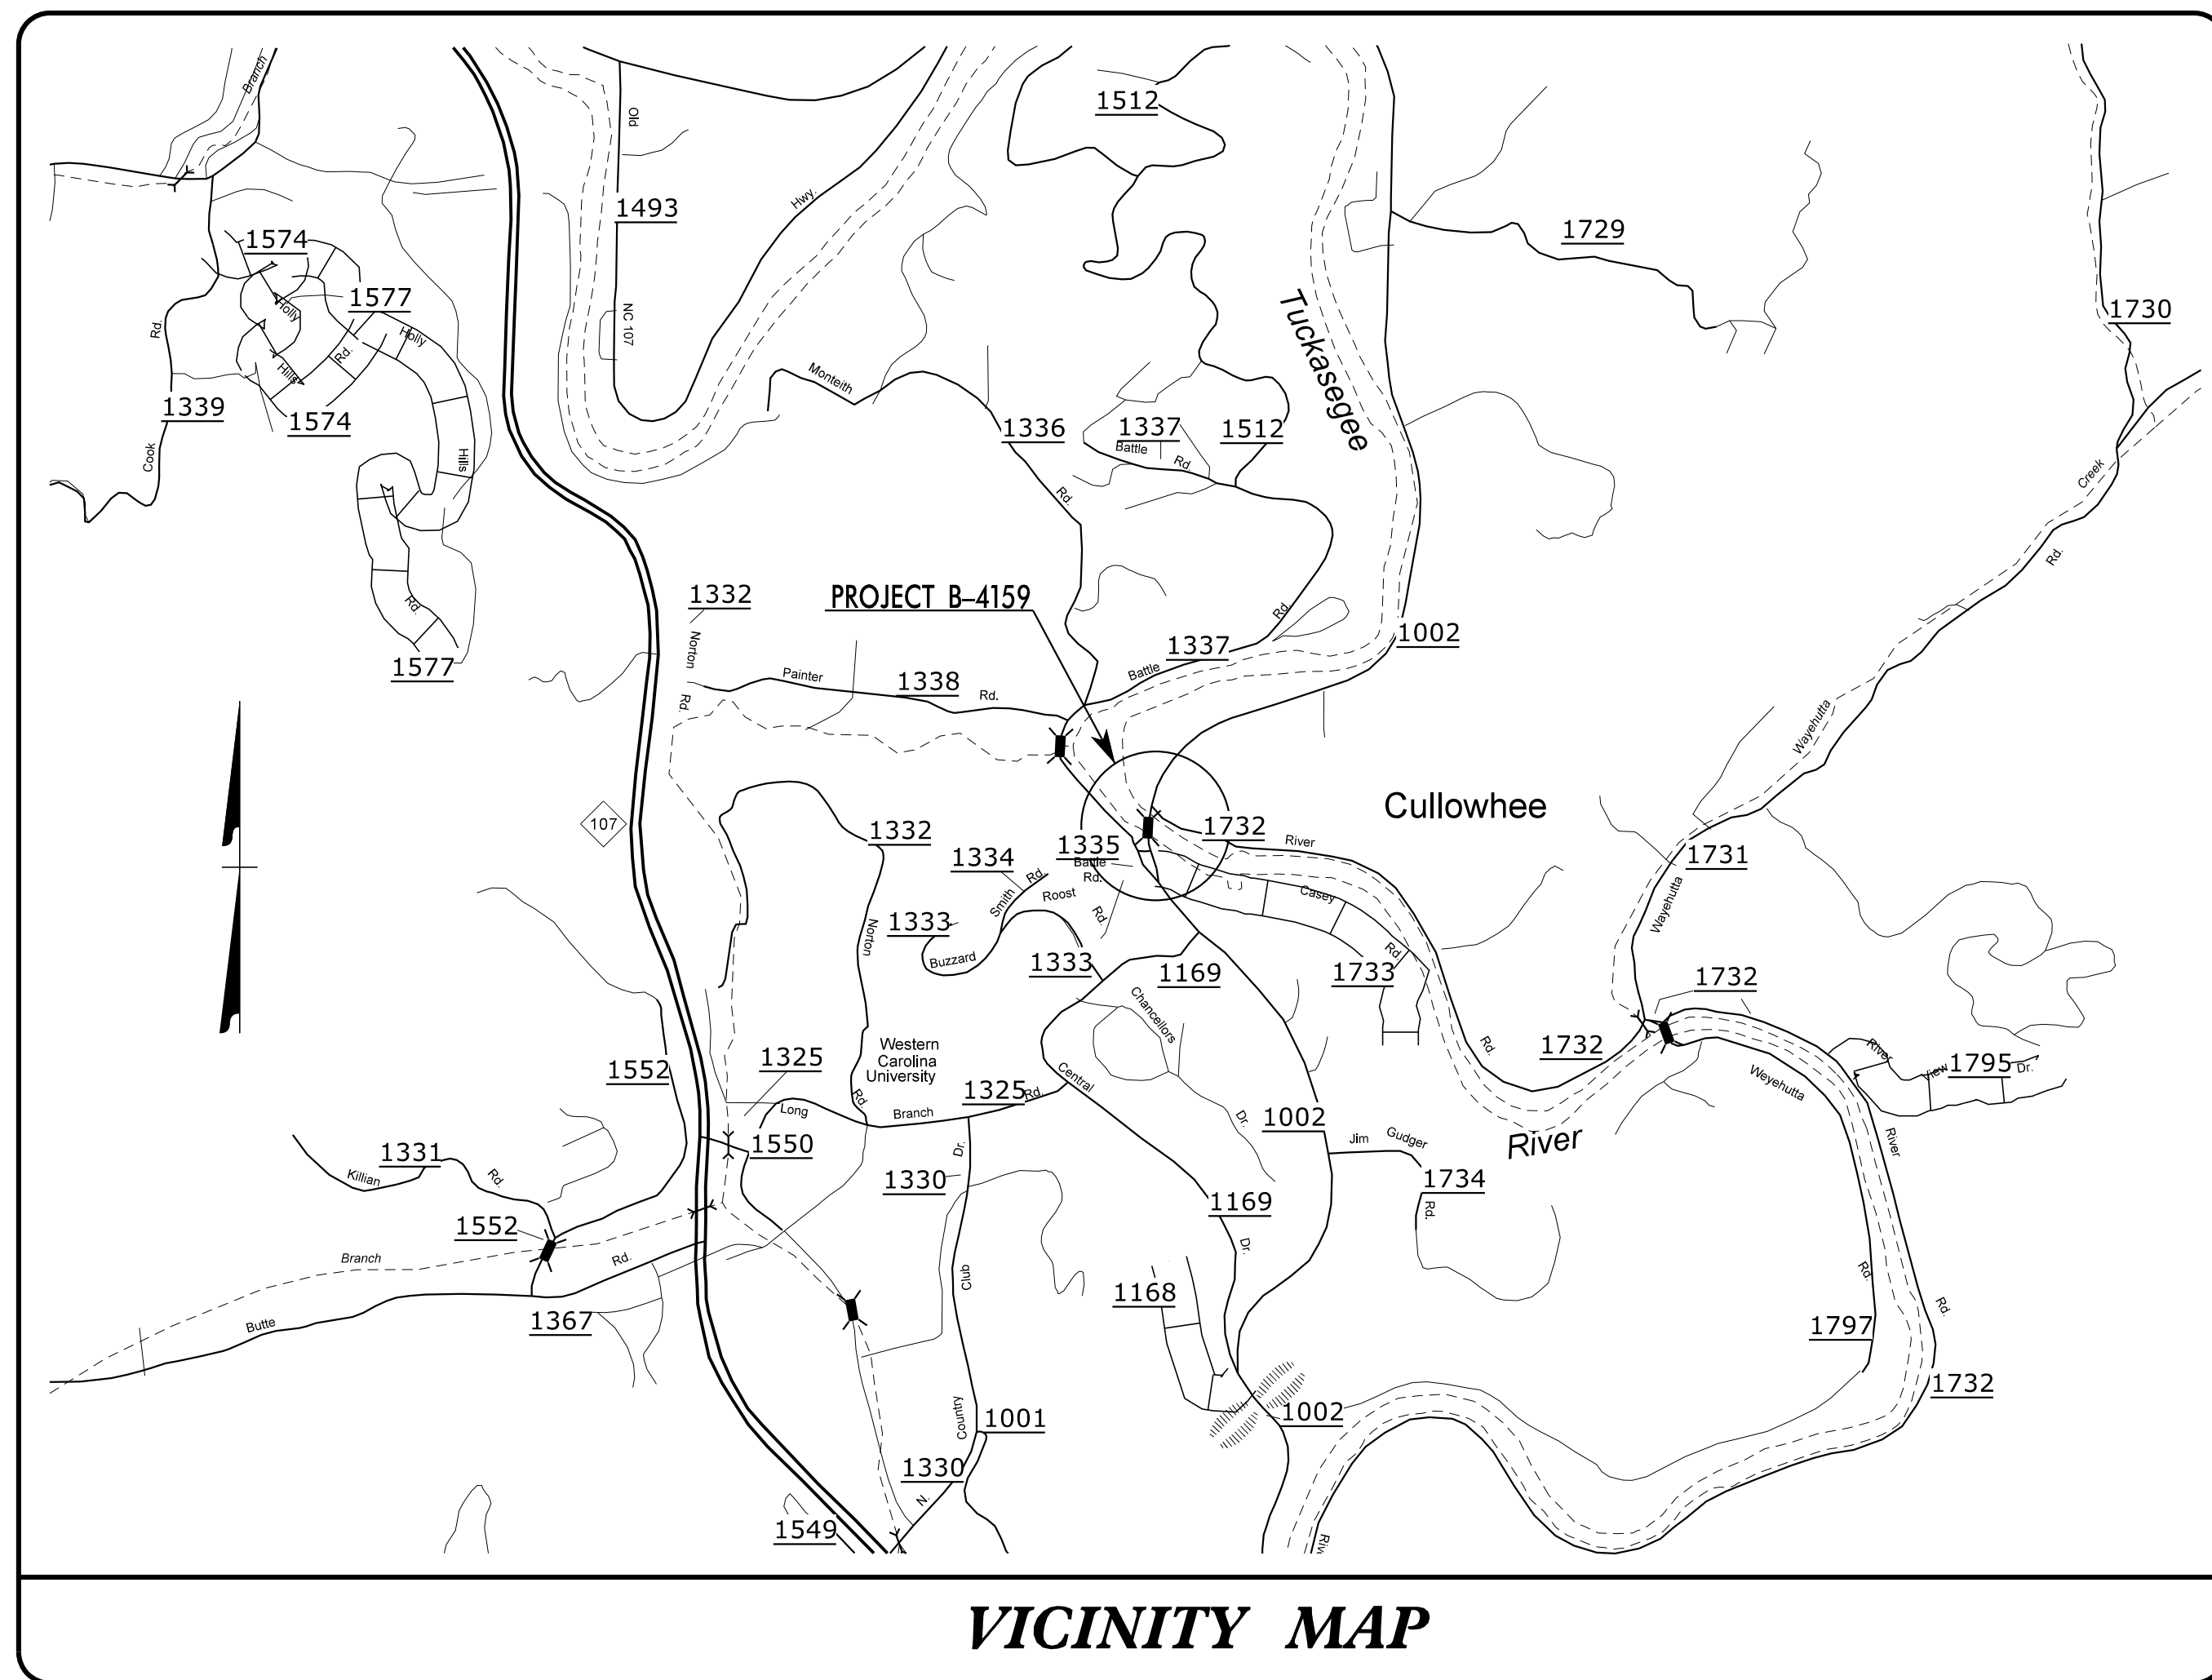 Branch
1512
Old
1493
Hwy.
1729
1574
1577
Holly
Tuckasegee
NC 107
1730
Rd.
Holly
Rd.
Hills
Monteith
1339
1574
1336
1337
1512
Battle
Rd.
Cook
Hills
Creek
Rd.
Rd.
1332
PROJECT B-4159
Rd.
Rd.
1002
Norton
1577
1337
Battle
Painter
1338
Rd.
Rd.
Wayehutta
107
Cullowhee
1332
1732
1335
River
1334
Battle
Rd.
1731
Rd.
Smith
Roost
Casey
Rd.
Wayehutta
1333
Norton
Buzzard
1333
1169
1733
Rd.
1732
Chancellors
Western
Carolina
University
1325
Rd.
1732
River
View
1795
Dr.
1552
Central
1325
Rd.
Weyehutta
Rd.
Long
Branch
Dr.
1002
1550
Jim
Gudger
River
River
1331
Killian
Rd.
Dr.
1330
1734
Rd.
1169
1552
Dr.
Branch
Rd.
Club
Rd.
1168
Rd.
Butte
1367
1797
1732
Country
1001
1002
1330
N.
1549
Riv
VICINITY MAP